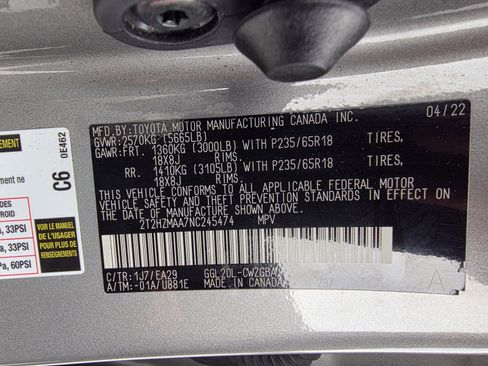 MFD.BY:TOYOTA MOTOR MANUFACTURING CANADA INC. 04/22
GVWR:2570KG (5665LB)
GAWR:FRT. 1360KG (3000LB)WITH P235/65R18
18X8J RIMS.
RR. 1410KG (3105LB)WITH P235/65R18
18X8J RIMS.
THIS VEHICLE CONFORMS TO ALL APPLICABLE FEDERAL MOTOR
VEHICLE SAFETY AND THEFT PREVENTION STANDARDS IN EFFECT
ON THE DATE OF MANUFACTURE SHOWN ABOVE.
2T2HZMAA7NC245474 MPV
C/TR:1J7/EA29
A/TM:-01A/U881E
MADE IN CANADA
A
C6
0E462
ement ne
33PSI
33PSI
60PSI
VOIR LE MANUEL
DE L'USAGER
POUR PLUS DE
RENSEIGNEMENTS